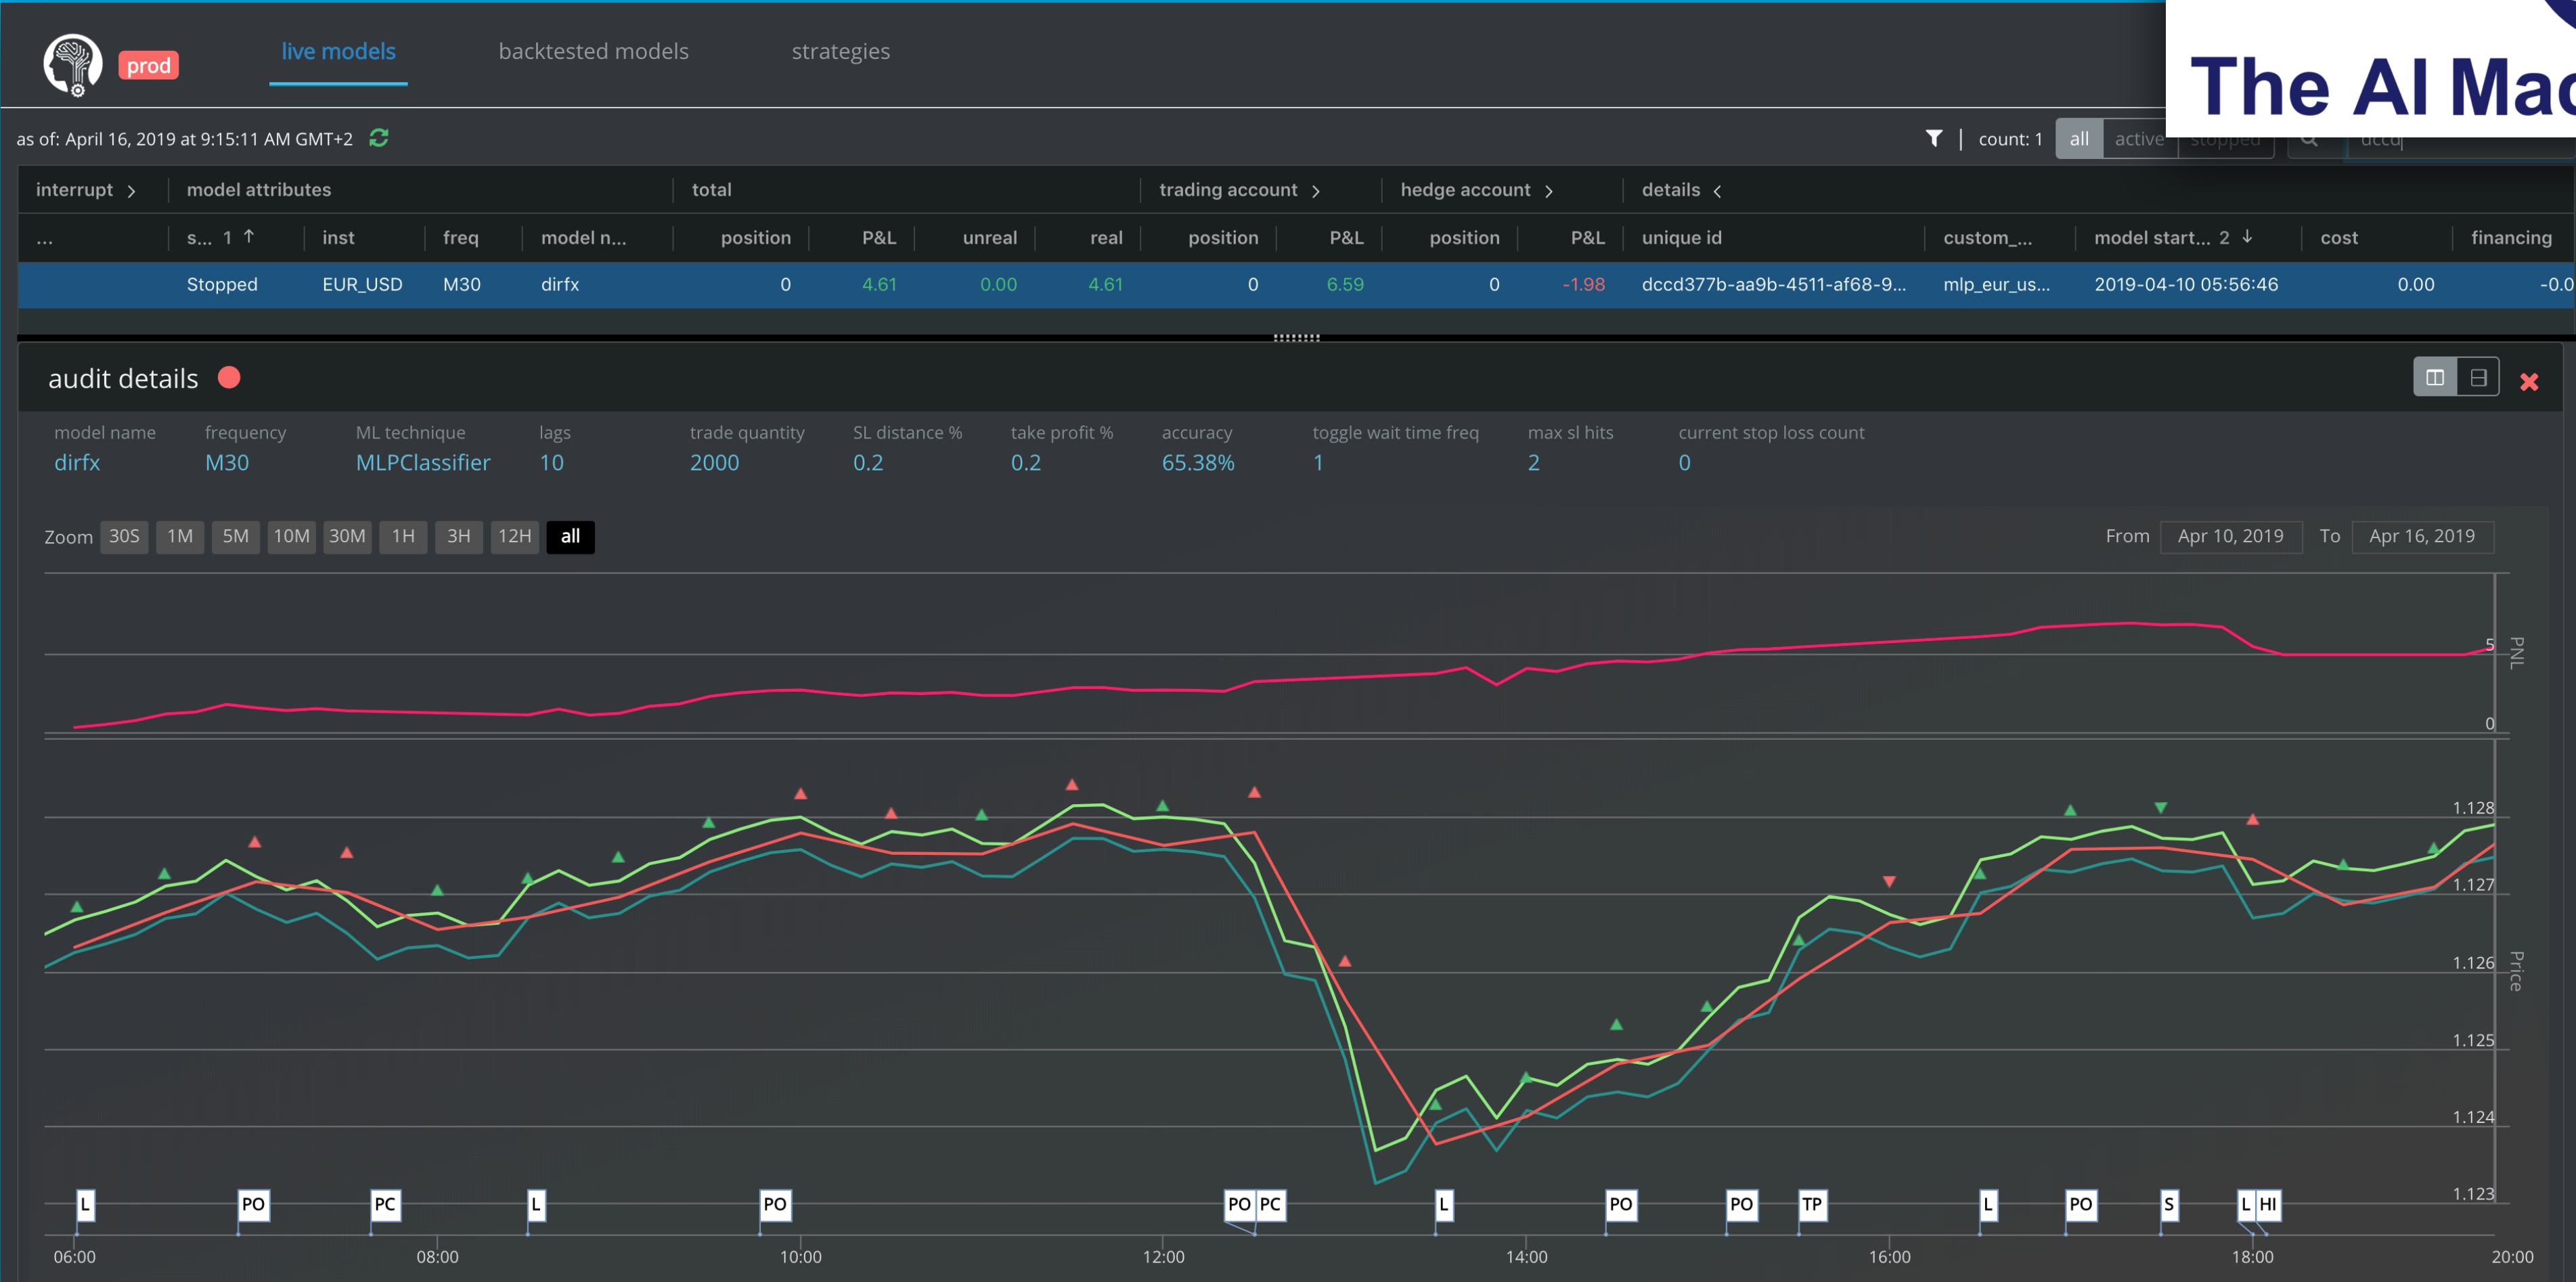 The AI Mac
prod live models backtested models strategies
as of: April 16, 2019 at 9:15:11 AM GMT+2 count: 1 all active stopped dccd
interrupt model attributes total trading account hedge account details
... s... 1 inst freq model n... position P&L unreal real position P&L position P&L unique id custom_... model start... 2 cost financing
Stopped EUR_USD M30 dirfx 0 4.61 0.00 4.61 0 6.59 0 -1.98 dccd377b-aa9b-4511-af68-9... mlp_eur_us... 2019-04-10 05:56:46 0.00 -0.0
audit details
model name frequency ML technique lags trade quantity SL distance % take profit % accuracy toggle wait time freq max sl hits current stop loss count
dirfx M30 MLPClassifier 10 2000 0.2 0.2 65.38% 1 2 0
Zoom 30S 1M 5M 10M 30M 1H 3H 12H all From Apr 10, 2019 To Apr 16, 2019
5
PNL
0
1.128
1.127
1.126
Price
1.125
1.124
1.123
L PO PC L PO PO PC L PO PO TP L PO S L HI
06:00 08:00 10:00 12:00 14:00 16:00 18:00 20:00